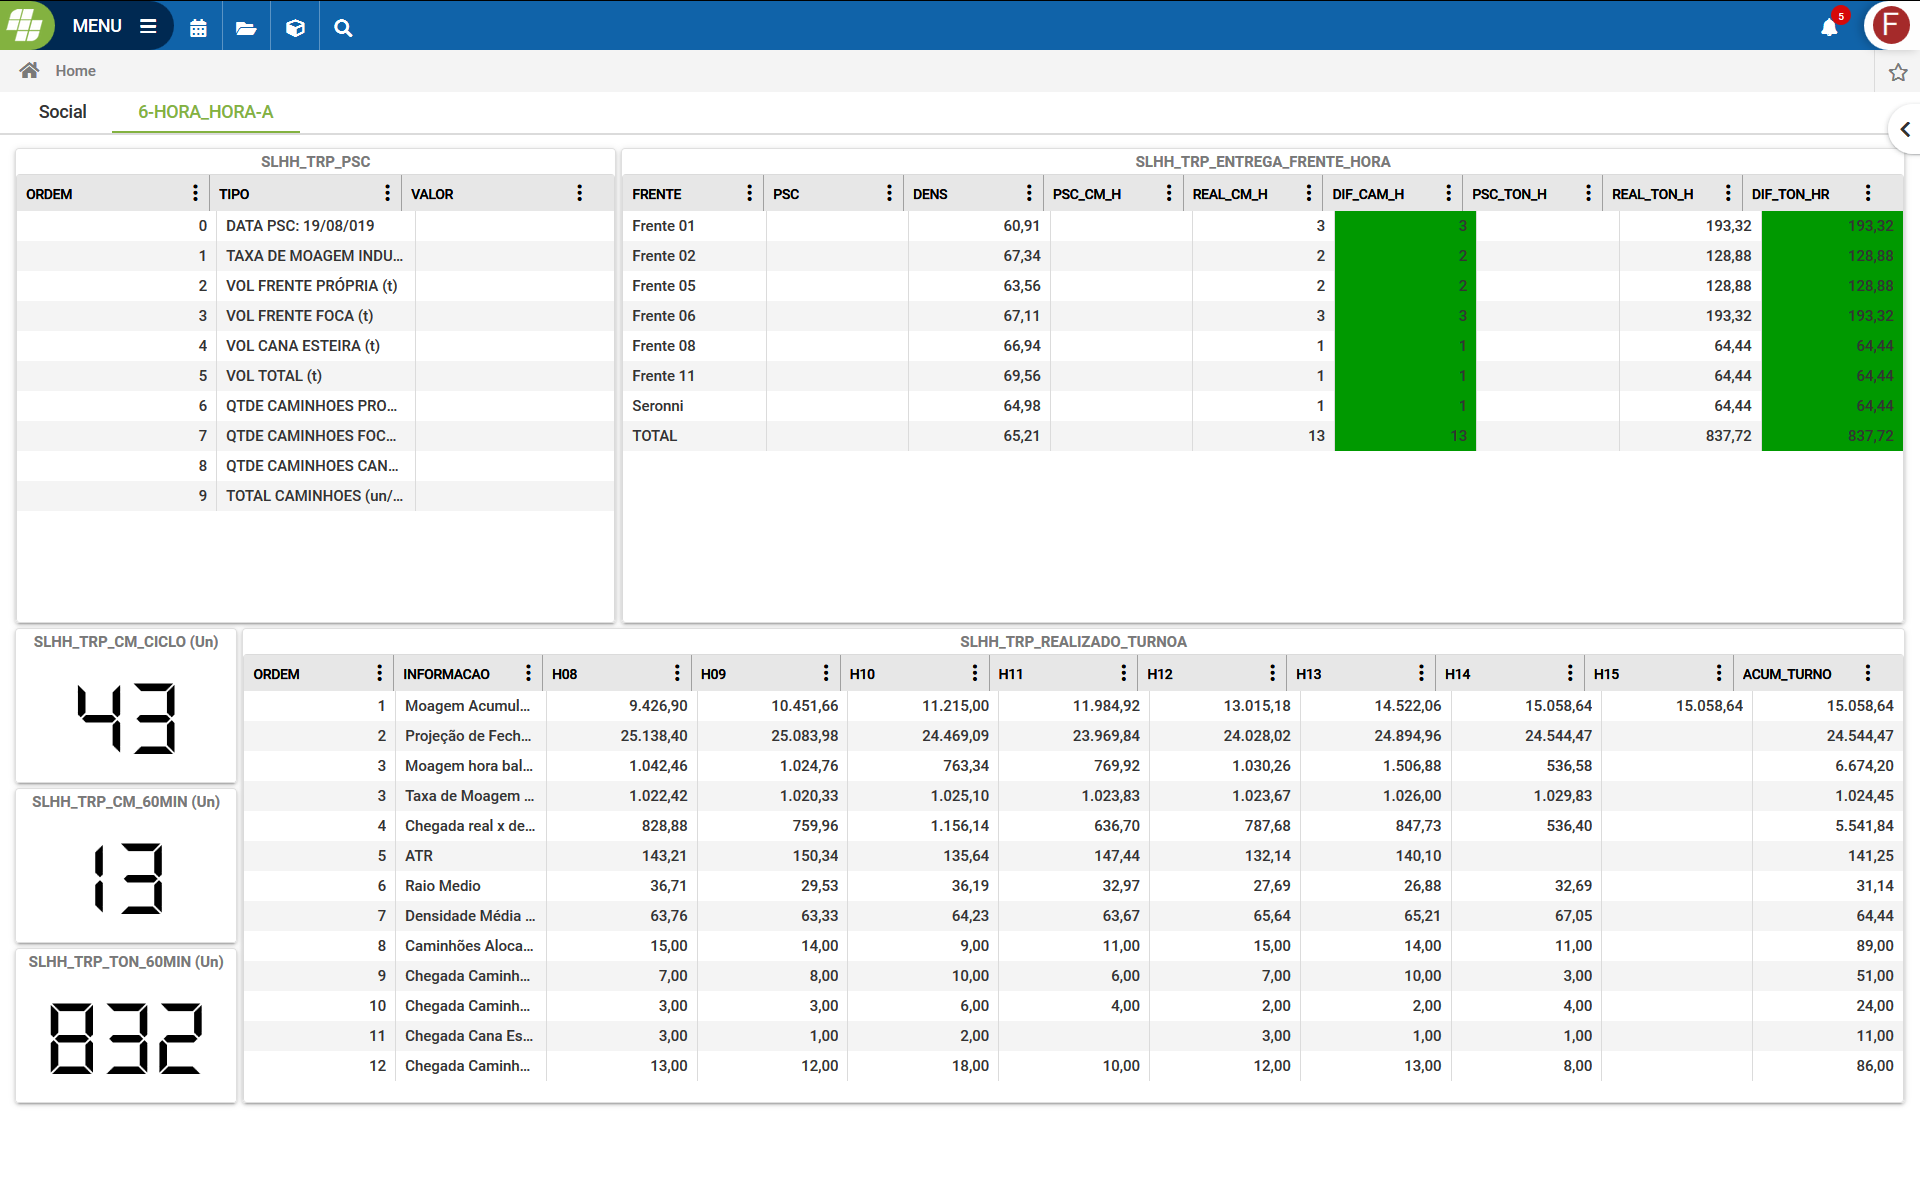 MENU
5
F
Home
Social 6-HORA_HORA-A
SLHH_TRP_PSC
ORDEM TIPO VALOR
0 DATA PSC: 19/08/019
1 TAXA DE MOAGEM INDU...
2 VOL FRENTE PRÓPRIA (t)
3 VOL FRENTE FOCA (t)
4 VOL CANA ESTEIRA (t)
5 VOL TOTAL (t)
6 QTDE CAMINHOES PRO...
7 QTDE CAMINHOES FOC...
8 QTDE CAMINHOES CAN...
9 TOTAL CAMINHOES (un/...
SLHH_TRP_ENTREGA_FRENTE_HORA
FRENTE PSC DENS PSC_CM_H REAL_CM_H DIF_CAM_H PSC_TON_H REAL_TON_H DIF_TON_HR
Frente 01 60,91 3 3 193,32 193,32
Frente 02 67,34 2 2 128,88 128,88
Frente 05 63,56 2 2 128,88 128,88
Frente 06 67,11 3 3 193,32 193,32
Frente 08 66,94 1 1 64,44 64,44
Frente 11 69,56 1 1 64,44 64,44
Seronni 64,98 1 1 64,44 64,44
TOTAL 65,21 13 13 837,72 837,72
SLHH_TRP_CM_CICLO (Un)
43
SLHH_TRP_CM_60MIN (Un)
13
SLHH_TRP_TON_60MIN (Un)
832
SLHH_TRP_REALIZADO_TURNOA
ORDEM INFORMACAO H08 H09 H10 H11 H12 H13 H14 H15 ACUM_TURNO
1 Moagem Acumul... 9.426,90 10.451,66 11.215,00 11.984,92 13.015,18 14.522,06 15.058,64 15.058,64 15.058,64
2 Projeção de Fech... 25.138,40 25.083,98 24.469,09 23.969,84 24.028,02 24.894,96 24.544,47 24.544,47
3 Moagem hora bal... 1.042,46 1.024,76 763,34 769,92 1.030,26 1.506,88 536,58 6.674,20
3 Taxa de Moagem ... 1.022,42 1.020,33 1.025,10 1.023,83 1.023,67 1.026,00 1.029,83 1.024,45
4 Chegada real x de... 828,88 759,96 1.156,14 636,70 787,68 847,73 536,40 5.541,84
5 ATR 143,21 150,34 135,64 147,44 132,14 140,10 141,25
6 Raio Medio 36,71 29,53 36,19 32,97 27,69 26,88 32,69 31,14
7 Densidade Média ... 63,76 63,33 64,23 63,67 65,64 65,21 67,05 64,44
8 Caminhões Aloca... 15,00 14,00 9,00 11,00 15,00 14,00 11,00 89,00
9 Chegada Caminh... 7,00 8,00 10,00 6,00 7,00 10,00 3,00 51,00
10 Chegada Caminh... 3,00 3,00 6,00 4,00 2,00 2,00 4,00 24,00
11 Chegada Cana Es... 3,00 1,00 2,00 3,00 1,00 1,00 11,00
12 Chegada Caminh... 13,00 12,00 18,00 10,00 12,00 13,00 8,00 86,00